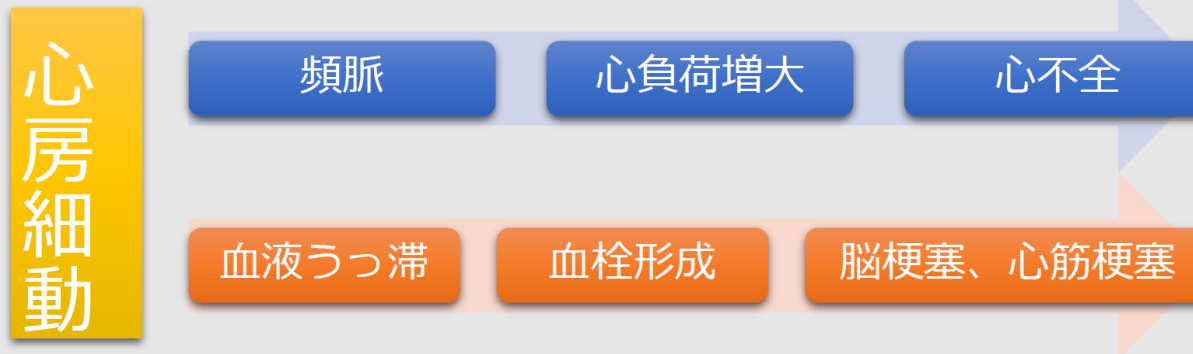 心房細動
頻脈
心負荷増大
心不全
血液うっ滞
血栓形成
脳梗塞、心筋梗塞